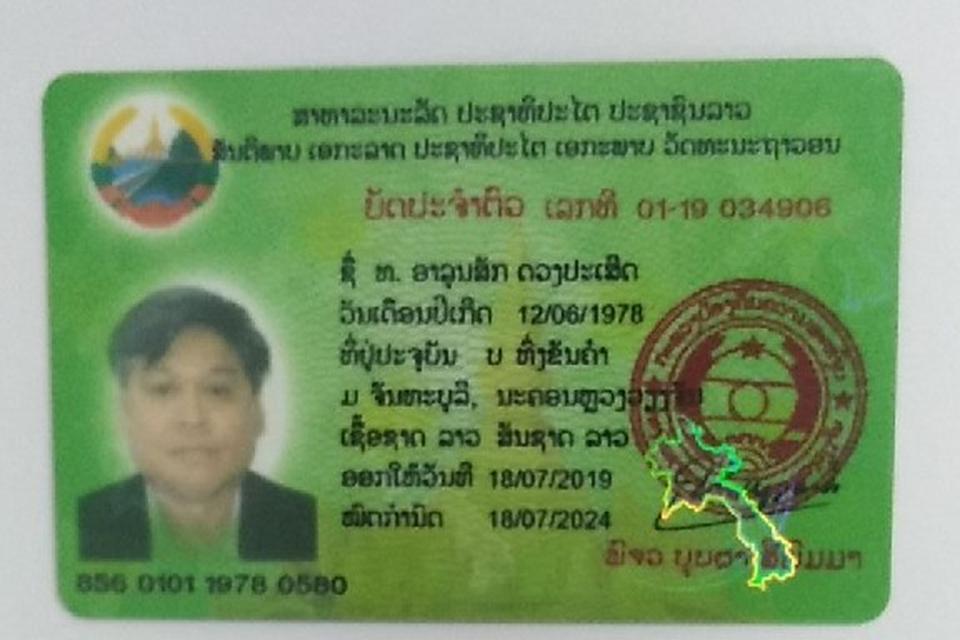 ສາທາລະນະລັດ ປະຊາທິປະໄຕ ປະຊາຊົນລາວ
ສັນຕິພາບ ເອກະລາດ ປະຊາທິປະໄຕ ເອກະພາບ ວັດທະນະຖາວອນ
ບັດປະຈຳຕົວ ເລກທີ 01-19 034906
ຊື່ ທ. ອາລຸນສັກ ດວງປະເສີດ
ວັນເດືອນປີເກີດ 12/06/1978
ທີ່ຢູ່ປະຈຸບັນ ບ ທົ່ງຂັນຄຳ
ມ ຈັນທະບູລີ, ນະຄອນຫຼວງວຽງຈັນ
ເຊື້ອຊາດ ລາວ ສັນຊາດ ລາວ
ອອກໃຫ້ວັນທີ 18/07/2019
ໝົດກຳນົດ 18/07/2024
856 0101 1978 0580